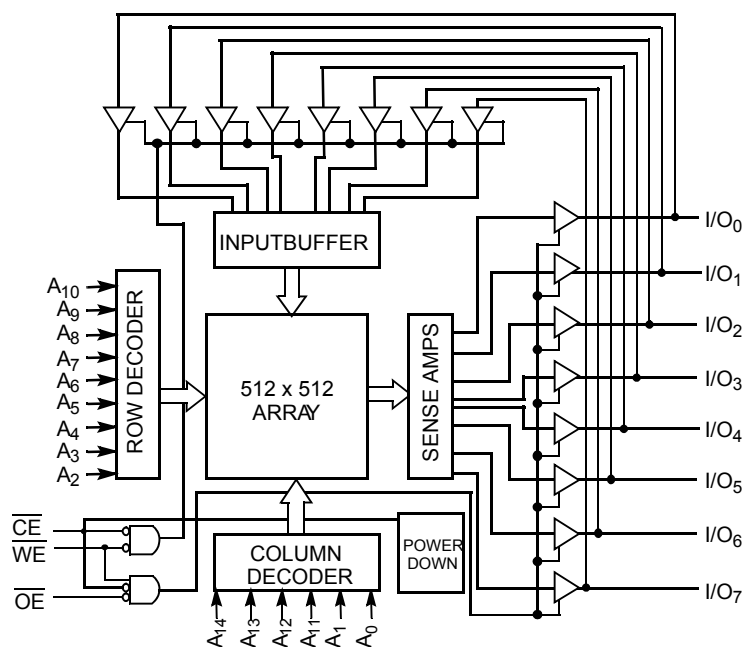 INPUTBUFFER
I/O0
I/O1
I/O2
I/O3
I/O4
I/O5
I/O6
I/O7
A10
A9
A8
A7
A6
A5
A4
A3
A2
ROW DECODER
512 x 512
ARRAY
SENSE AMPS
CE
WE
OE
COLUMN
DECODER
POWER
DOWN
A14
A13
A12
A11
A1
A0